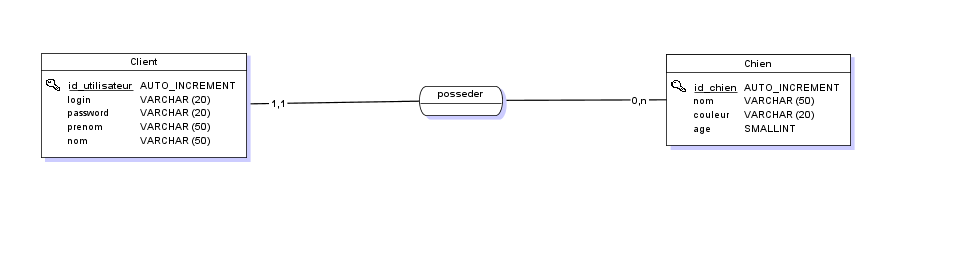 Client
id_utilisateur AUTO_INCREMENT
login VARCHAR (20)
password VARCHAR (20)
prenom VARCHAR (50)
nom VARCHAR (50)
1,1
posseder
0,n
Chien
id_chien AUTO_INCREMENT
nom VARCHAR (50)
couleur VARCHAR (20)
age SMALLINT